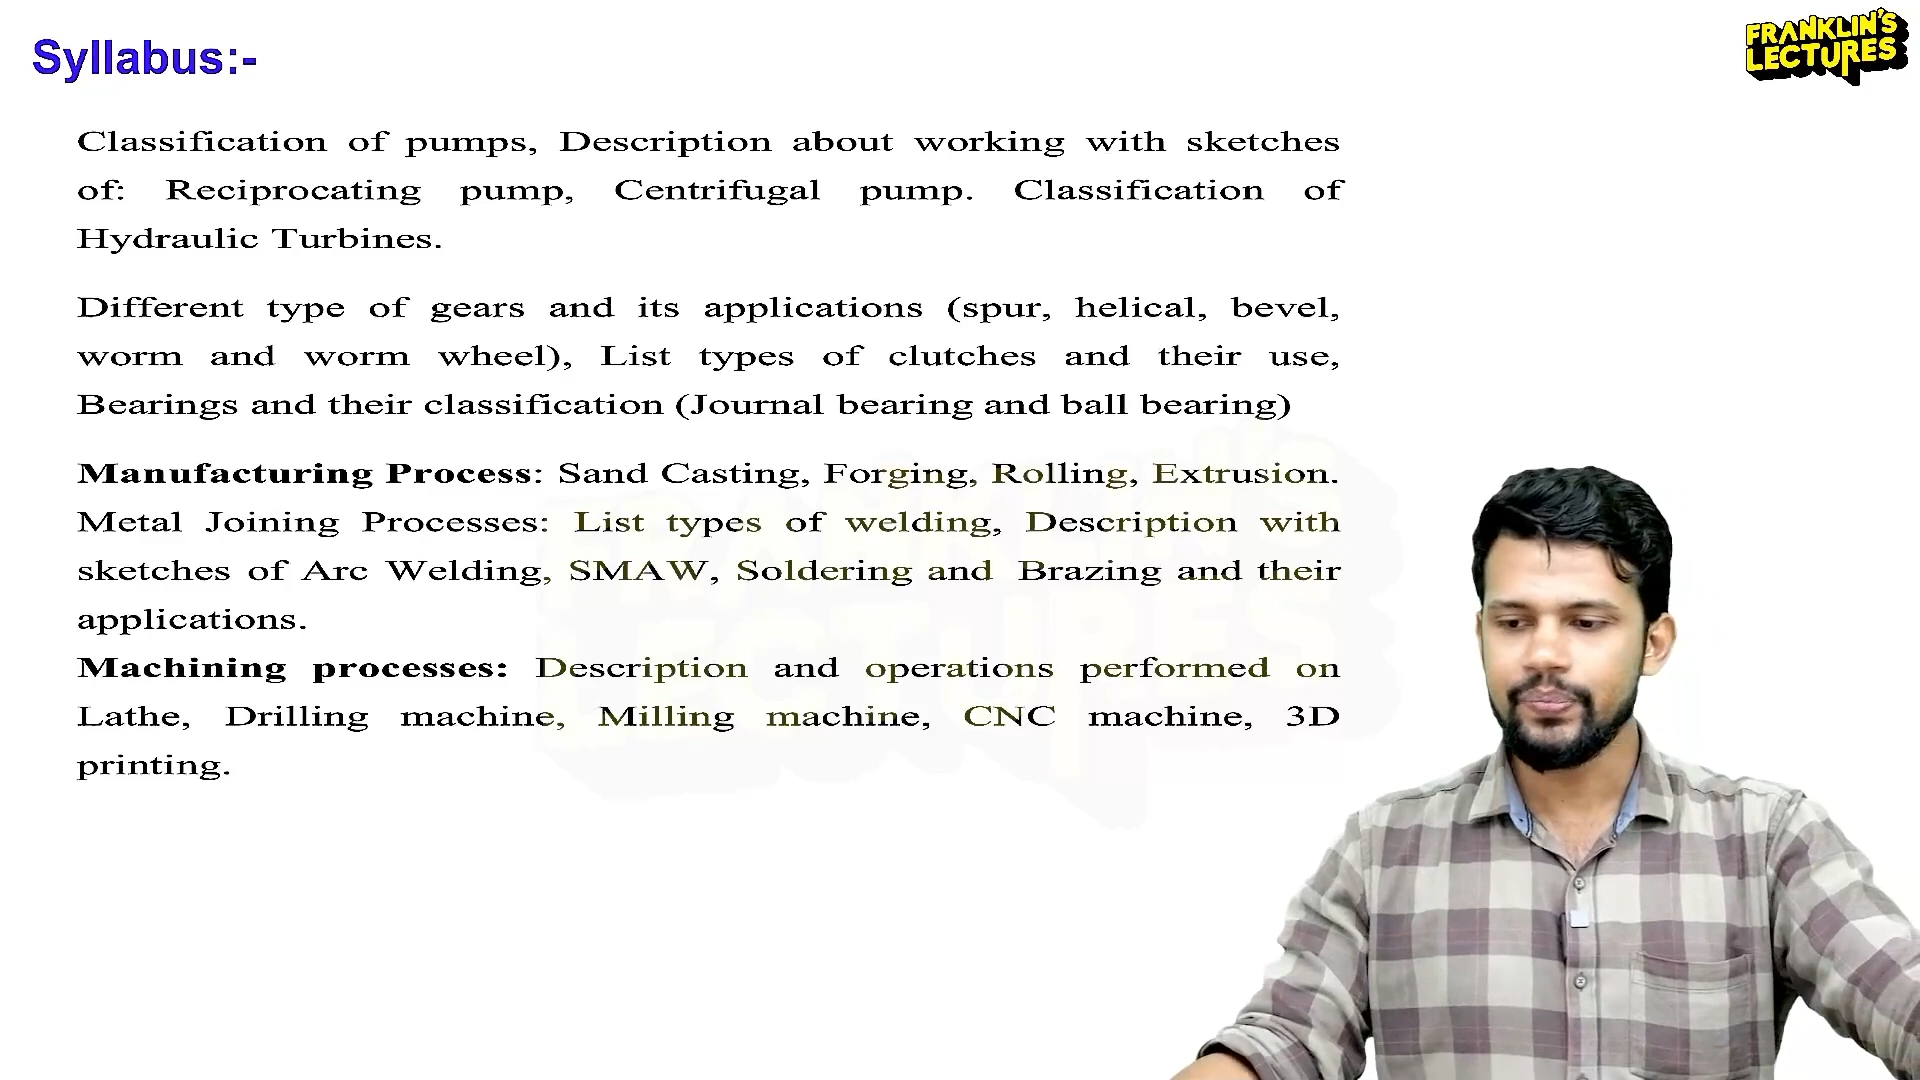 Syllabus:-
FRANKLIN'S
LECTURES
Classification of pumps, Description about working with sketches
of: Reciprocating pump, Centrifugal pump. Classification of
Hydraulic Turbines.
Different type of gears and its applications (spur, helical, bevel,
worm and worm wheel), List types of clutches and their use,
Bearings and their classification (Journal bearing and ball bearing)
Manufacturing Process: Sand Casting, Forging, Rolling, Extrusion.
Metal Joining Processes: List types of welding, Description with
sketches of Arc Welding, SMAW, Soldering and Brazing and their
applications.
Machining processes: Description and operations performed on
Lathe, Drilling machine, Milling machine, CNC machine, 3D
printing.
FRANKLIN'S
LECTURES